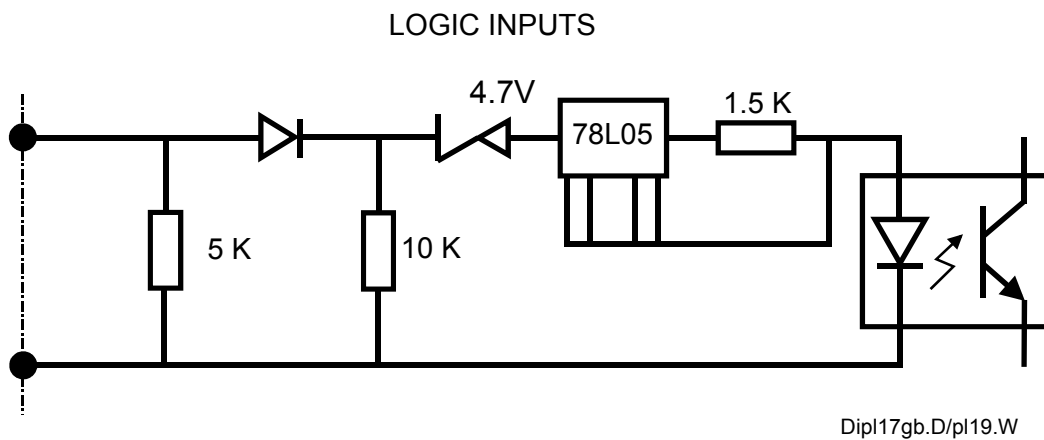 LOGIC INPUTS
4.7V
78L05
1.5 K
5 K
10 K
Dipl17gb.D/pl19.W